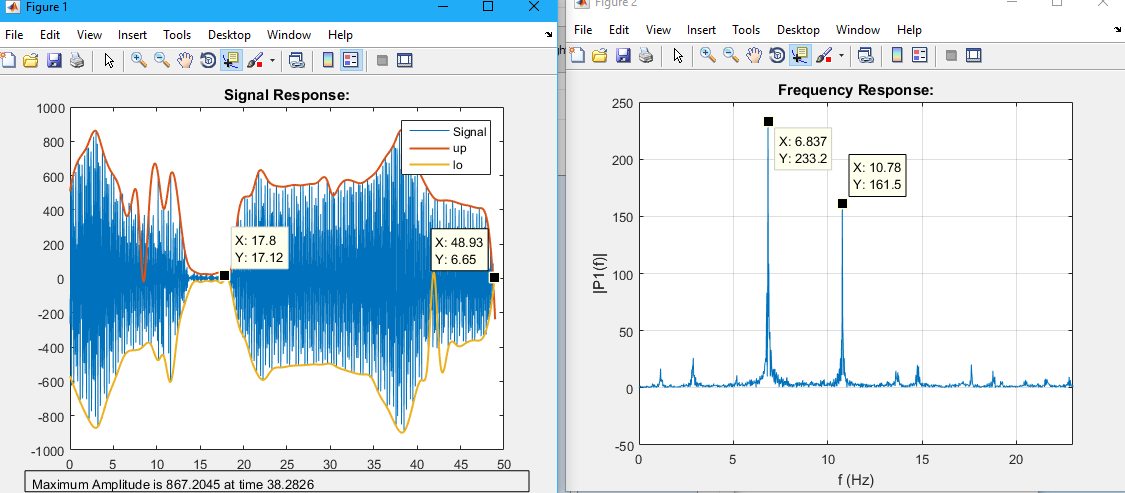 Figure 1
File Edit View Insert Tools Desktop Window Help
Signal Response:
1000
800
600
400
200
0
-200
-400
-600
-800
-1000
Signal
up
lo
X: 17.8
Y: 17.12
X: 48.93
Y: 6.65
0 5 10 15 20 25 30 35 40 45 50
Maximum Amplitude is 867.2045 at time 38.2826
Figure 2
File Edit View Insert Tools Desktop Window Help
Frequency Response:
250
200
150
100
50
0
-50
|P1(f)|
X: 6.837
Y: 233.2
X: 10.78
Y: 161.5
0 5 10 15 20
f (Hz)